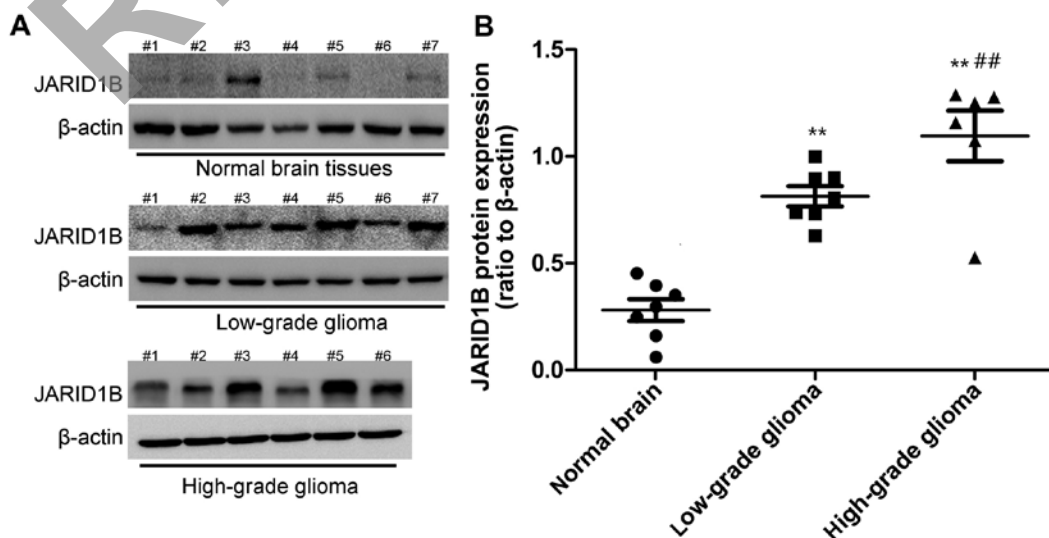 A
#1 #2 #3 #4 #5 #6 #7
JARID1B
β-actin
Normal brain tissues
#1 #2 #3 #4 #5 #6 #7
JARID1B
β-actin
Low-grade glioma
#1 #2 #3 #4 #5 #6
JARID1B
β-actin
High-grade glioma
B
JARID1B protein expression
(ratio to β-actin)
1.5
1.0
0.5
0.0
**
** ##
Normal brain
Low-grade glioma
High-grade glioma